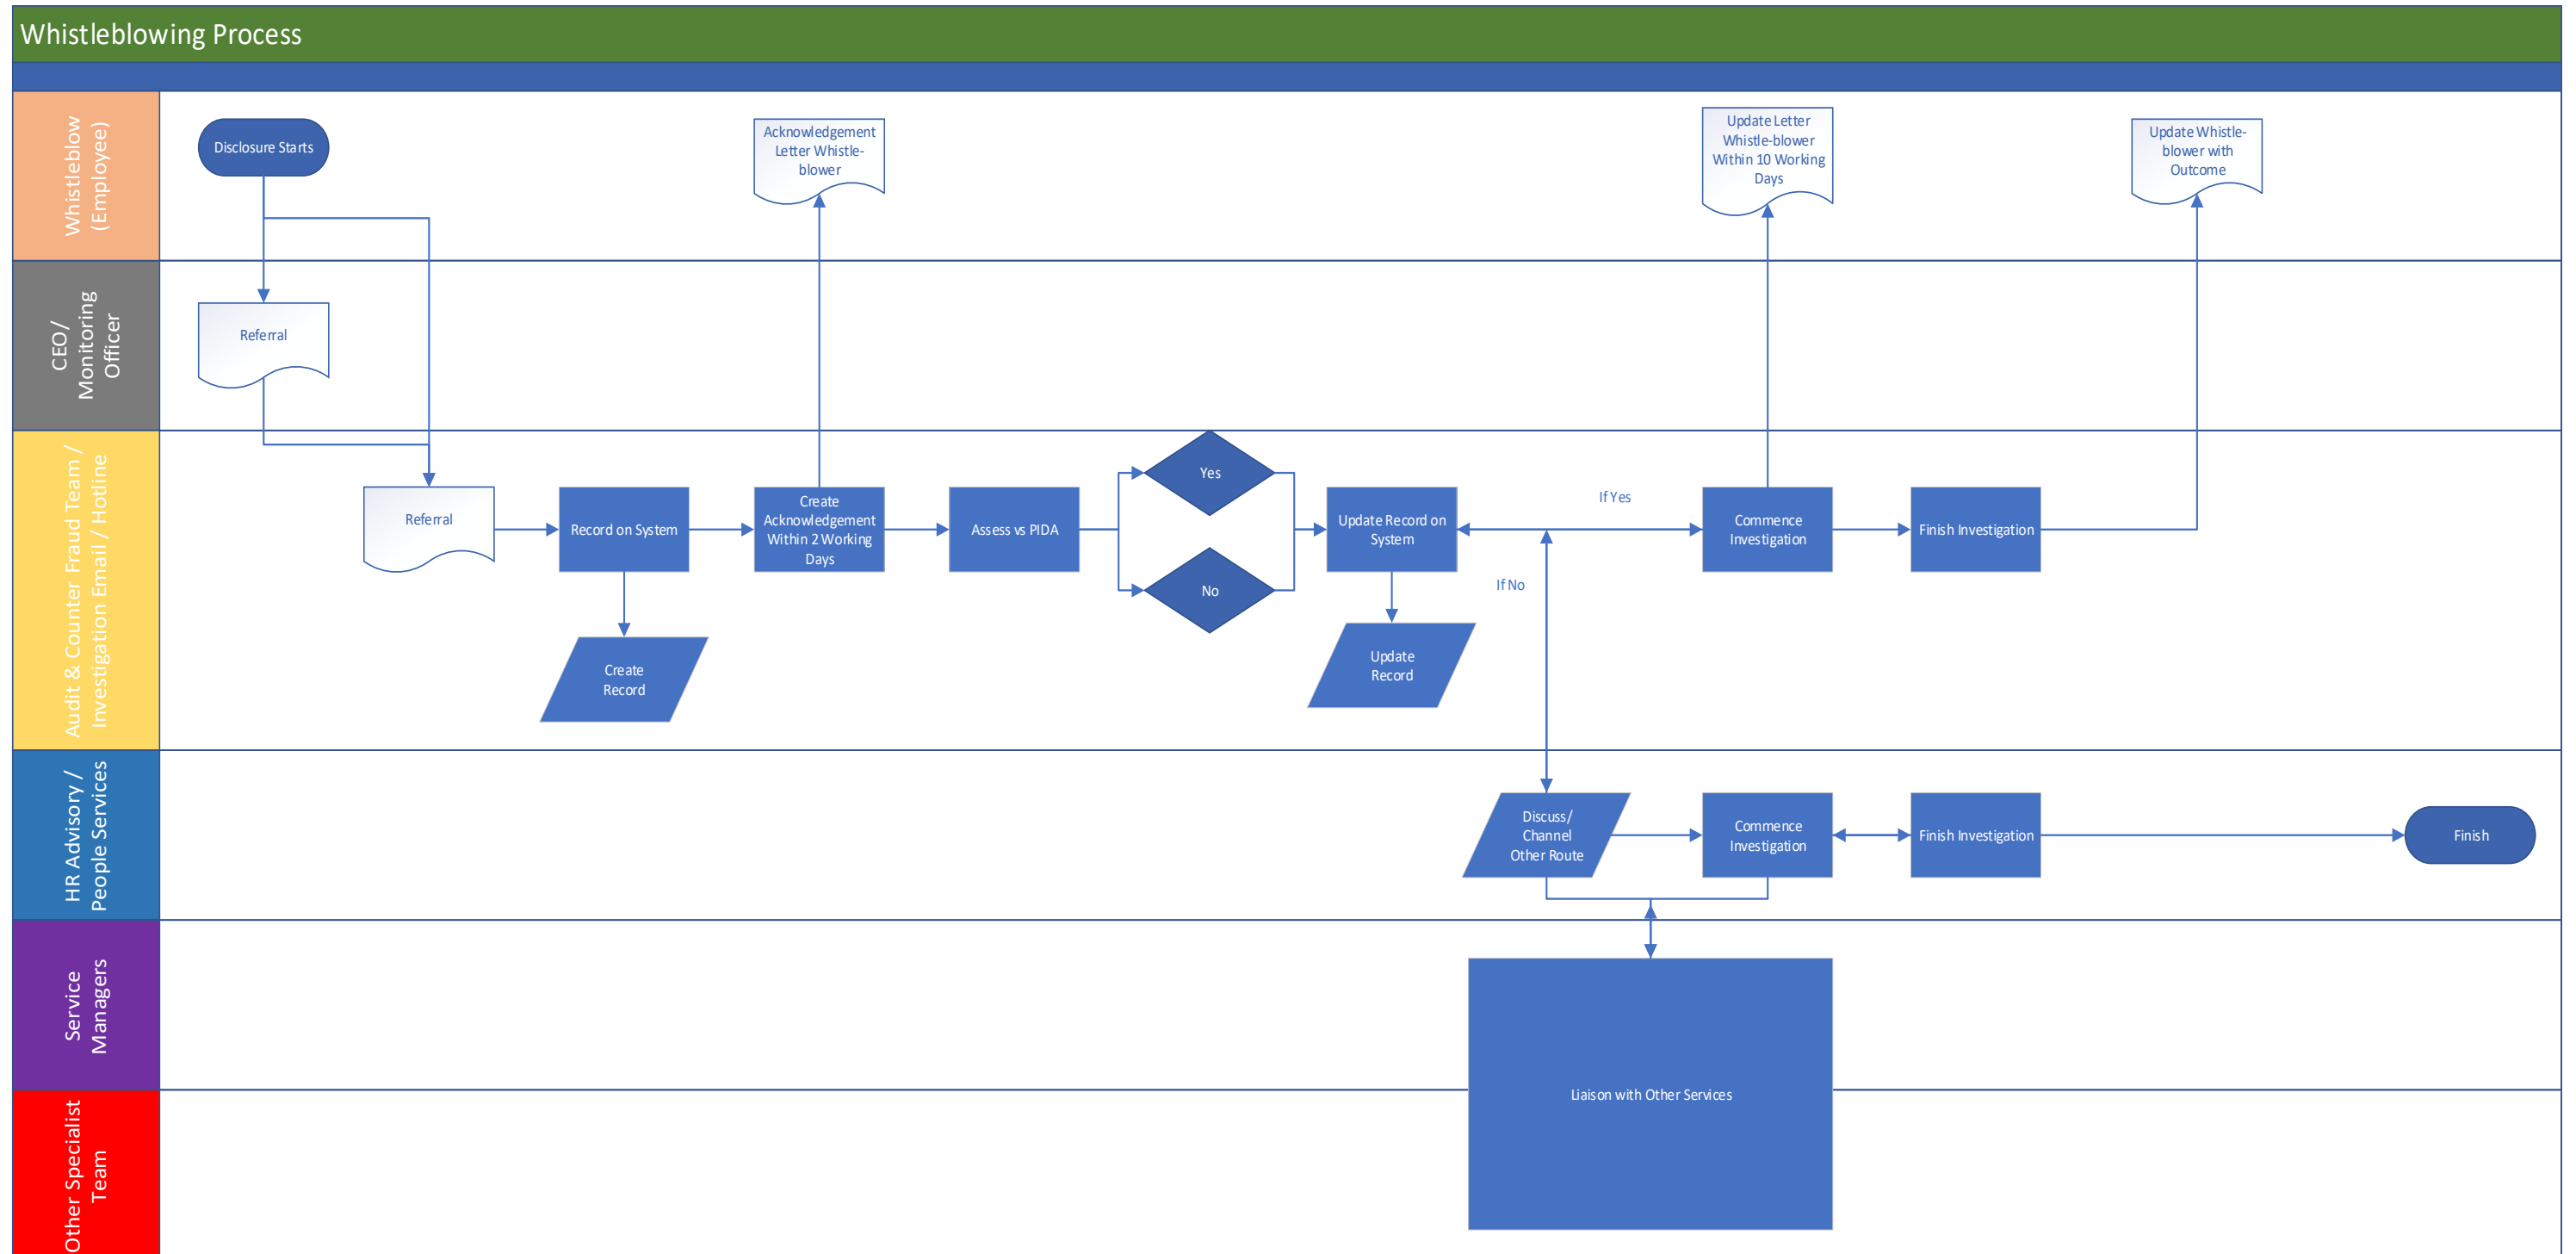 Whistleblowing Process
Whistleblow
(Employee)
Disclosure Starts
Acknowledgement
Letter Whistle-
blower
Update Letter
Whistle-blower
Within 10 Working
Days
Update Whistle-
blower with
Outcome
CEO/
Monitoring
Officer
Referral
Audit & Counter Fraud Team /
Investigation Email / Hotline
Referral
Record on System
Create
Acknowledgement
Within 2 Working
Days
Assess vs PIDA
Yes
No
Update Record on
System
If Yes
If No
Commence
Investigation
Finish Investigation
Create
Record
Update
Record
HR Advisory /
People Services
Discuss/
Channel
Other Route
Commence
Investigation
Finish Investigation
Finish
Service
Managers
Liaison with Other Services
Other Specialist
Team